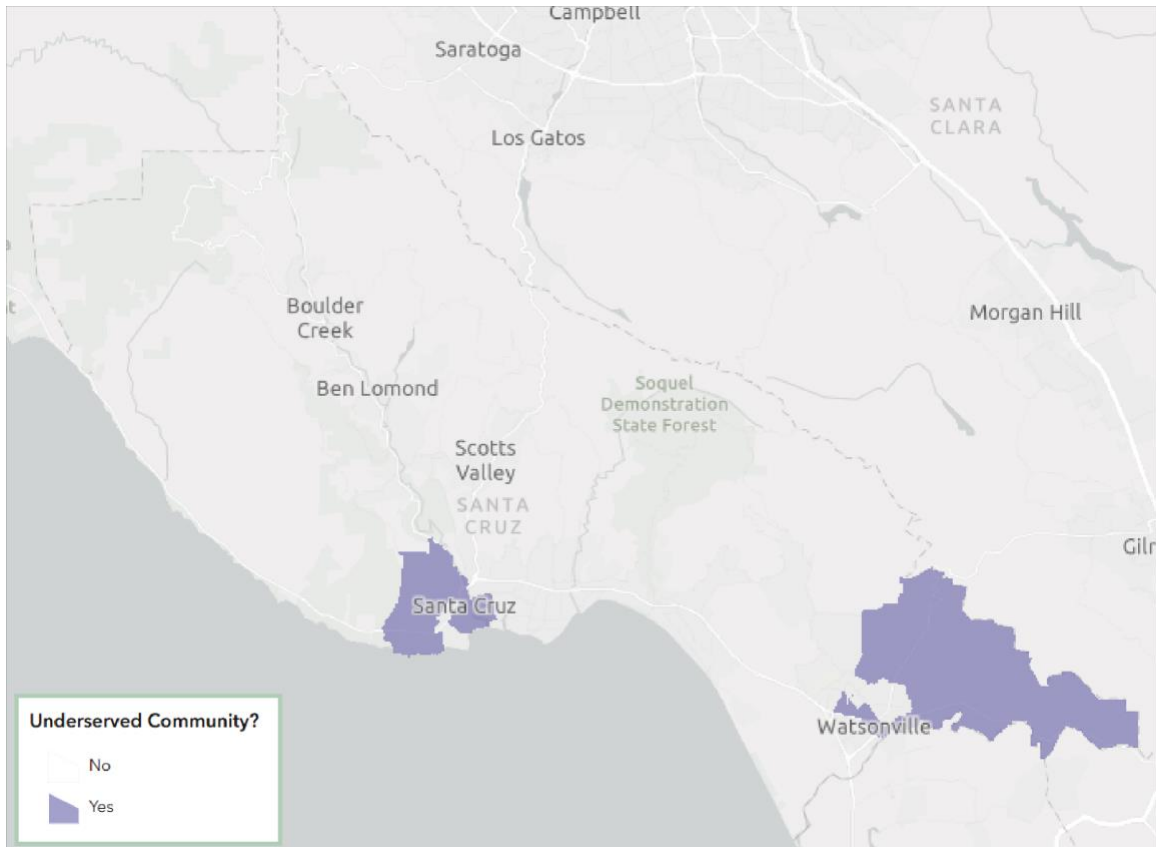 Campbell
Saratoga
SANTA
CLARA
Los Gatos
Boulder
Creek
Morgan Hill
Ben Lomond
Soquel
Demonstration
State Forest
Scotts
Valley
SANTA
CRUZ
Gilr
Santa Cruz
Watsonville
Underserved Community?
No
Yes